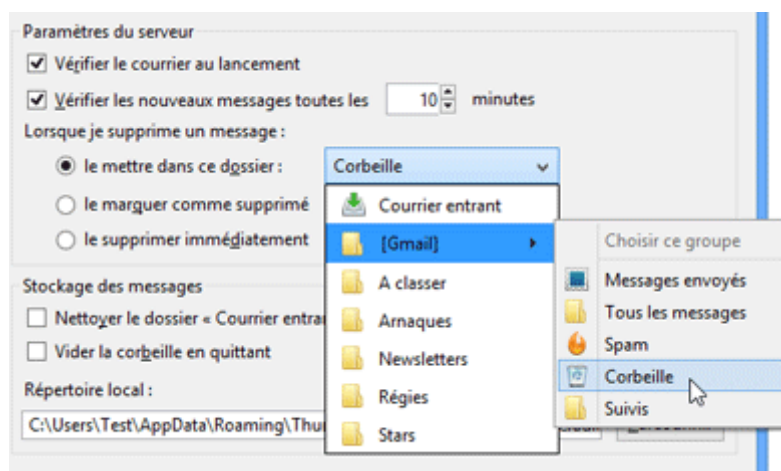 Paramètres du serveur
Vérifier le courrier au lancement
Vérifier les nouveaux messages toutes les 10 minutes
Lorsque je supprime un message :
le mettre dans ce dossier : Corbeille
le marquer comme supprimé
le supprimer immédiatement
Courrier entrant
[Gmail]
A classer
Arnaques
Newsletters
Régies
Stars
Choisir ce groupe
Messages envoyés
Tous les messages
Spam
Corbeille
Suivis
Stockage des messages
Nettoyer le dossier « Courrier
Vider la corbeille en quittant
Répertoire local :
C:\Users\Test\AppData\Roaming\Thu